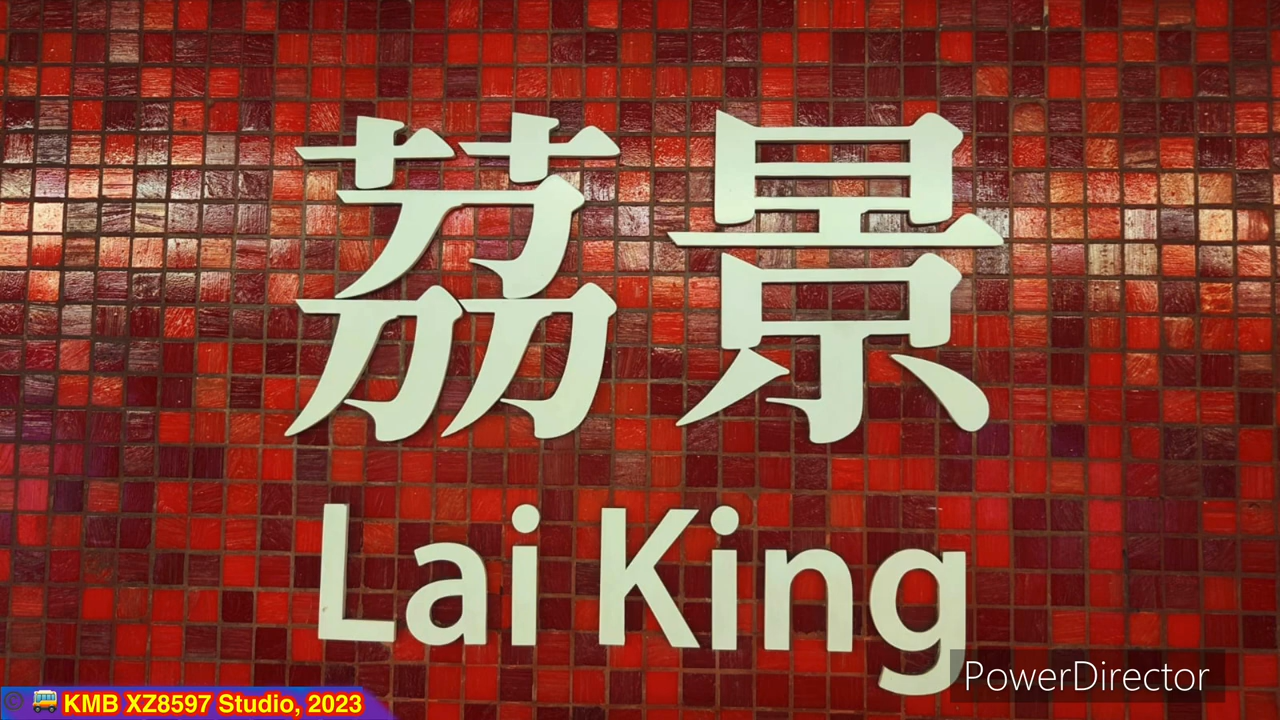 荔景
Lai King
PowerDirector
© 🚌 KMB XZ8597 Studio, 2023